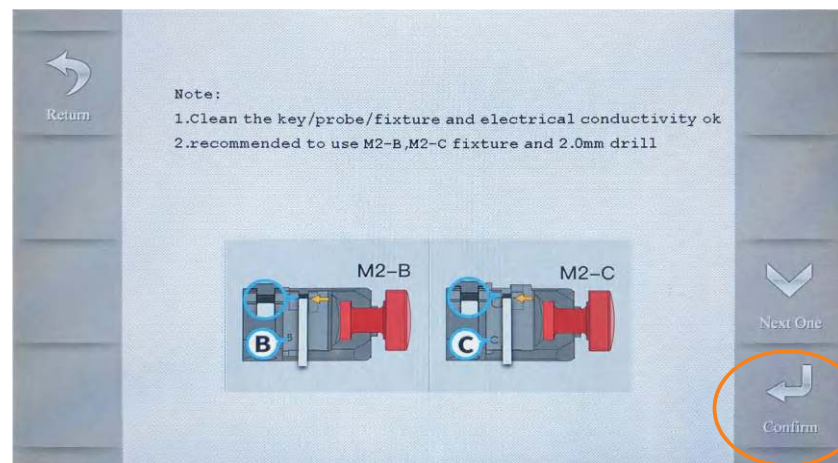 Return
Note:
1.Clean the key/probe/fixture and electrical conductivity ok
2.recommended to use M2-B,M2-C fixture and 2.0mm drill
M2-B
M2-C
B
B
C
C
Next One
Confirm